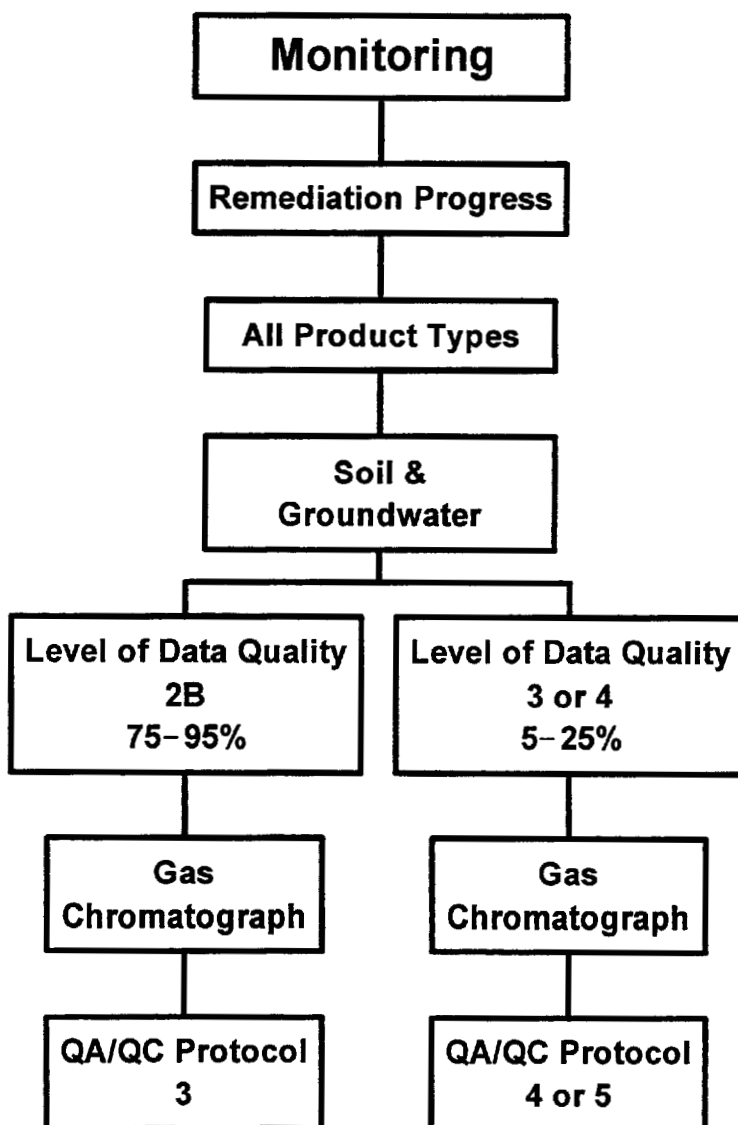 Monitoring
Remediation Progress
All Product Types
Soil &
Groundwater
Level of Data Quality
2B
75–95%
Gas
Chromatograph
QA/QC Protocol
3
Level of Data Quality
3 or 4
5–25%
Gas
Chromatograph
QA/QC Protocol
4 or 5